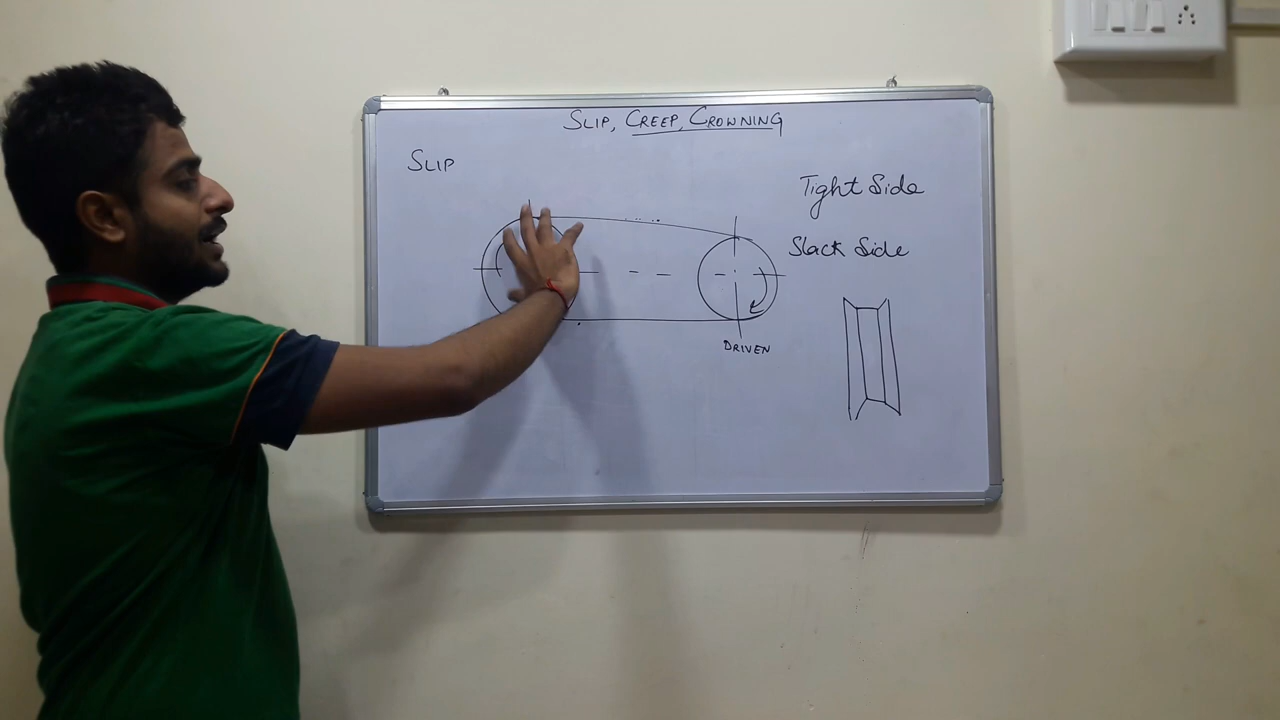 SLIP, CREEP, CROWNING
SLIP
Tight Side
Slack Side
DRIVEN